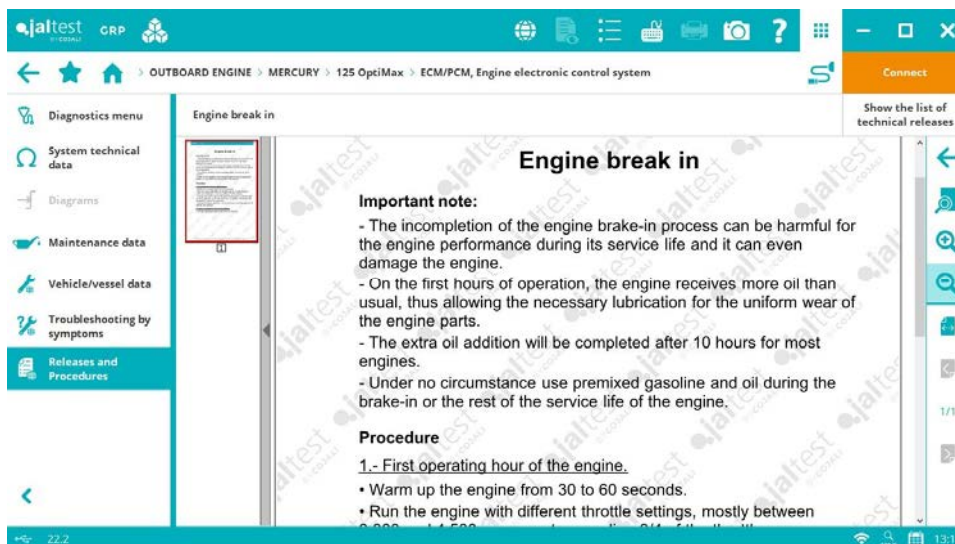 jaltest
BY COJALI
GRP
> OUTBOARD ENGINE > MERCURY > 125 OptiMax > ECM/PCM, Engine electronic control system
Connect
Diagnostics menu
System technical data
Diagrams
Maintenance data
Vehicle/vessel data
Troubleshooting by symptoms
Releases and Procedures
Engine break in
Show the list of technical releases
1
Engine break in
Important note:
- The incompletion of the engine brake-in process can be harmful for
the engine performance during its service life and it can even
damage the engine.
- On the first hours of operation, the engine receives more oil than
usual, thus allowing the necessary lubrication for the uniform wear of
the engine parts.
- The extra oil addition will be completed after 10 hours for most
engines.
- Under no circumstance use premixed gasoline and oil during the
brake-in or the rest of the service life of the engine.
Procedure
1.- First operating hour of the engine.
• Warm up the engine from 30 to 60 seconds.
• Run the engine with different throttle settings, mostly between
1/1
22.2